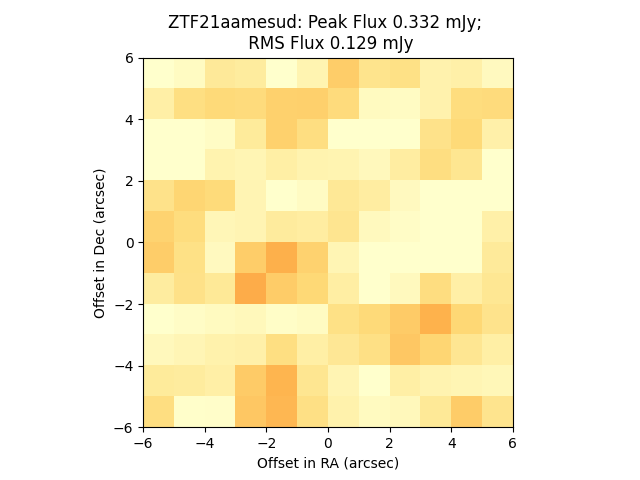 ZTF21aamesud: Peak Flux 0.332 mJy;
RMS Flux 0.129 mJy
6
4
2
0
−2
−4
−6
Offset in Dec (arcsec)
−6 −4 −2 0 2 4 6
Offset in RA (arcsec)